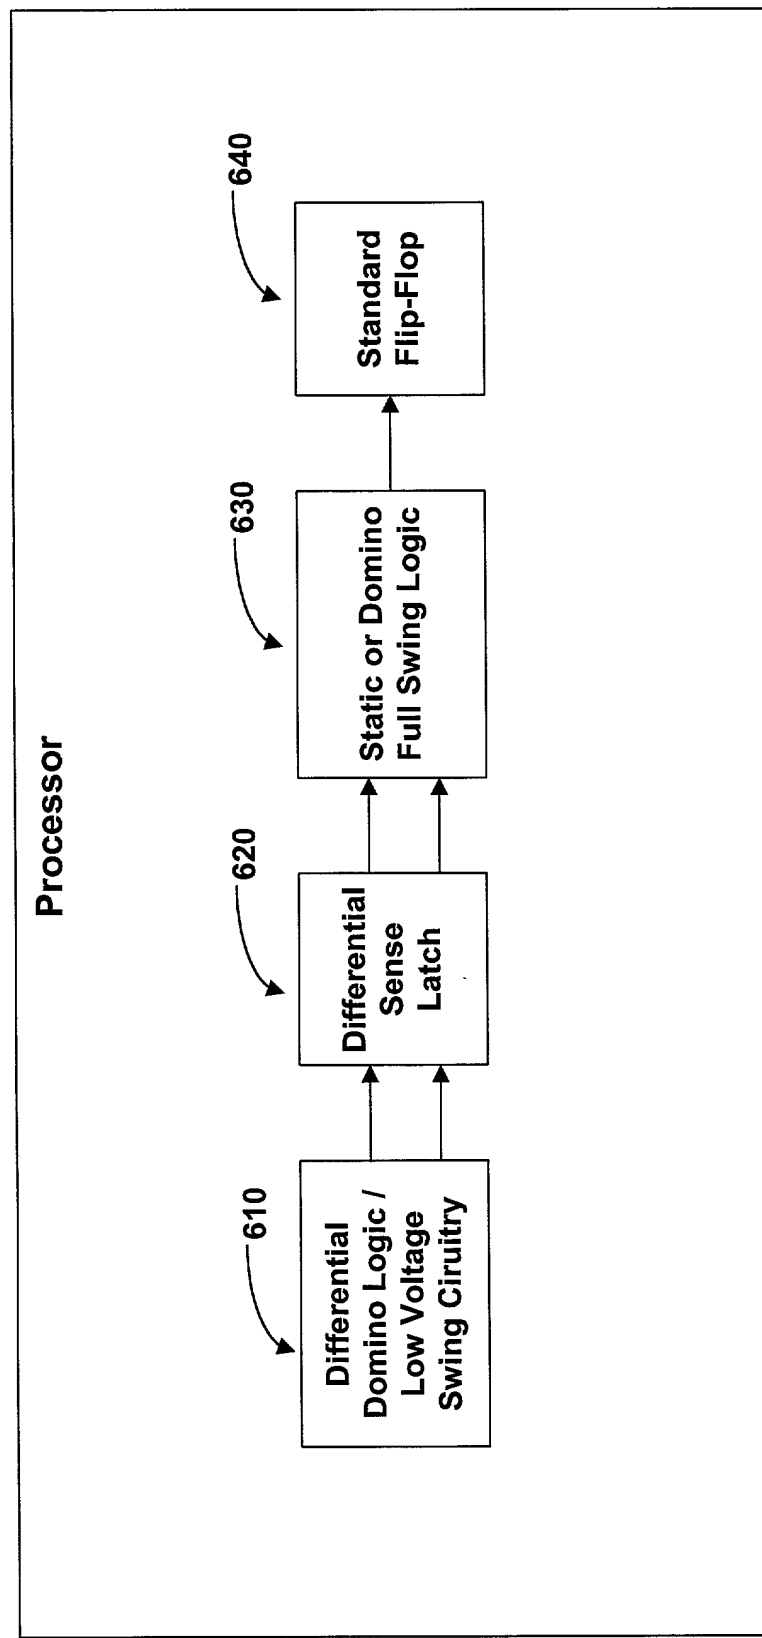 Processor
610
Differential
Domino Logic /
Low Voltage
Swing Ciruitry
620
Differential
Sense
Latch
630
Static or Domino
Full Swing Logic
640
Standard
Flip-Flop